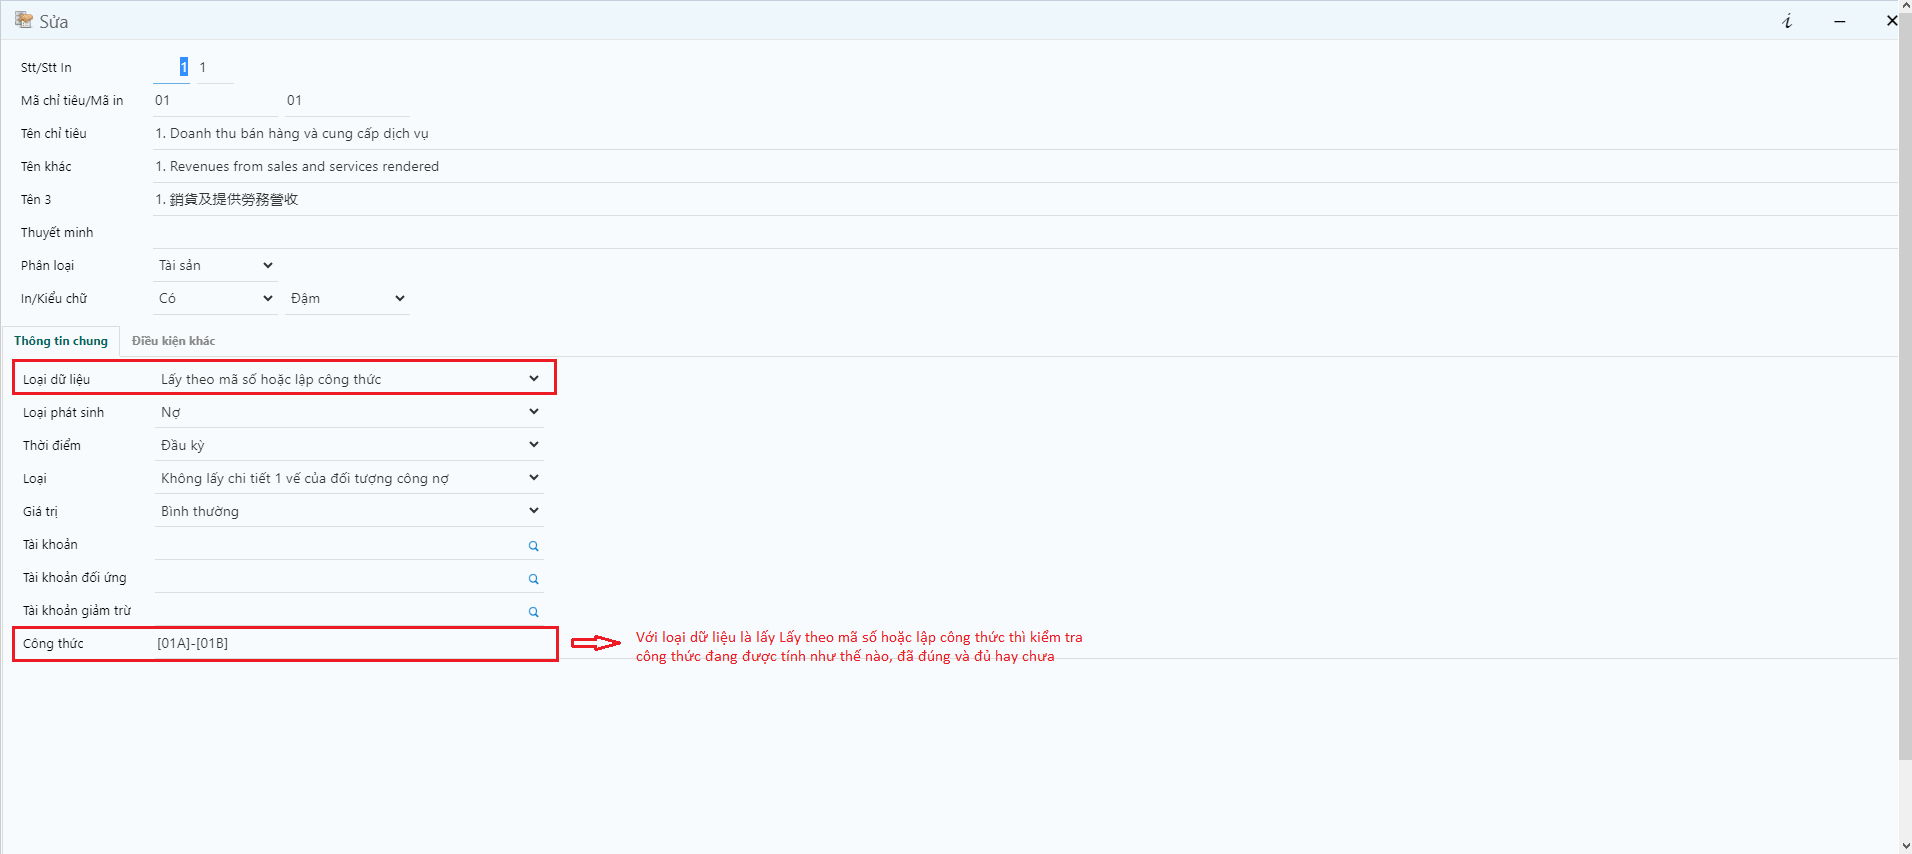 Sửa
Stt/Stt In 1 1
Mã chỉ tiêu/Mã in 01 01
Tên chỉ tiêu 1. Doanh thu bán hàng và cung cấp dịch vụ
Tên khác 1. Revenues from sales and services rendered
Tên 3 1. 銷貨及提供勞務營收
Thuyết minh
Phân loại Tài sản
In/Kiểu chữ Có Đậm
Thông tin chung Điều kiện khác
Loại dữ liệu Lấy theo mã số hoặc lập công thức
Loại phát sinh Nợ
Thời điểm Đầu kỳ
Loại Không lấy chi tiết 1 vế của đối tượng công nợ
Giá trị Bình thường
Tài khoản
Tài khoản đối ứng
Tài khoản giảm trừ
Công thức [01A]-[01B]
Với loại dữ liệu là lấy Lấy theo mã số hoặc lập công thức thì kiểm tra
công thức đang được tính như thế nào, đã đúng và đủ hay chưa